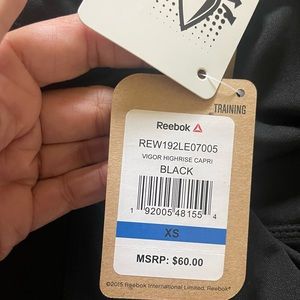 TRAINING
Reebok
REW192LE07005
VIGOR HIGHRISE CAPRI
BLACK
1 92005 48155 4
XS
MSRP: $60.00
©2015 Reebok International Limited. Reebok®